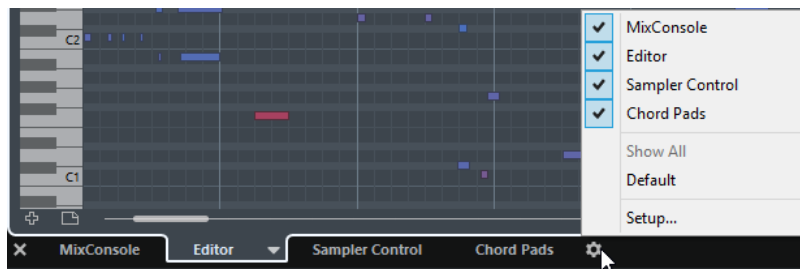 C2
C1
MixConsole
Editor
Sampler Control
Chord Pads
Show All
Default
Setup...
MixConsole Editor Sampler Control Chord Pads